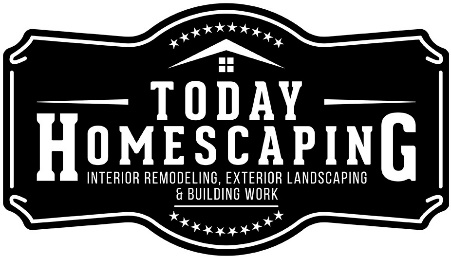 TODAY
HOMESCAPING
INTERIOR REMODELING, EXTERIOR LANDSCAPING
& BUILDING WORK